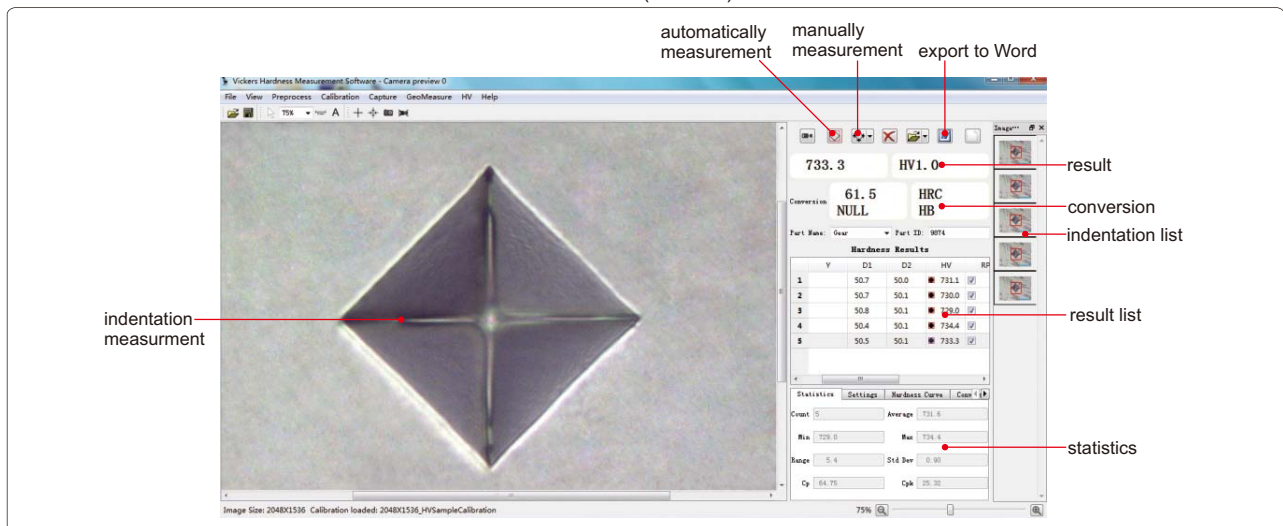 automatically measurement
manually measurement
export to Word
Vickers Hardness Measurement Software - Camera preview 0
File View Preprocess Calibration Capture GeoMeasure HV Help
75% A
733.3 HV1.0
result
Conversion 61.5 HRC
NULL HB
conversion
Image···
indentation list
Part Name: Gear Part ID: 9874
Hardness Results
Y D1 D2 HV RP
1 50.7 50.0 731.1
2 50.7 50.1 730.0
3 50.8 50.1 729.0
4 50.4 50.1 734.4
5 50.5 50.1 733.3
result list
indentation
measurment
Statistics Settings Hardness Curve
Count 5 Average 731.6
Min 729.0 Max 734.4
statistics
Range 5.4 Std Dev
Cp 64.75 Cpk 25.32
Image Size: 2048X1536 Calibration loaded: 2048X1536_HVSampleCalibration 75%